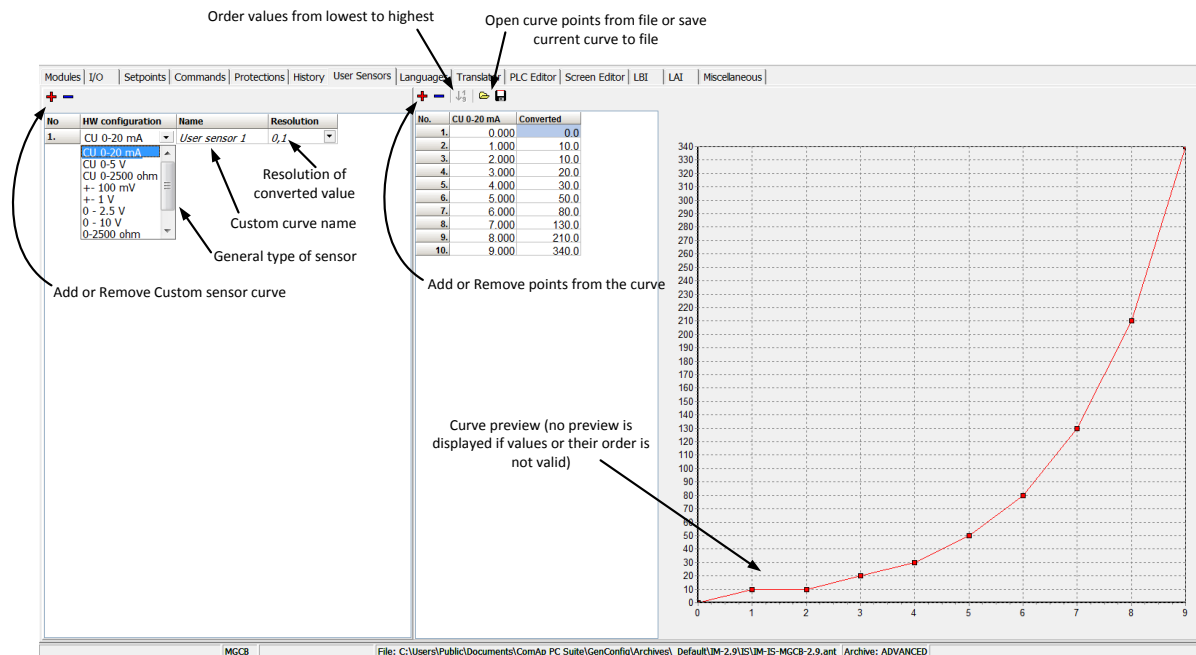 Order values from lowest to highest
Open curve points from file or save
current curve to file
Modules I/O Setpoints Commands Protections History User Sensors Languages Translator PLC Editor Screen Editor LBI LAI Miscellaneous
No HW configuration Name Resolution
1. CU 0-20 mA User sensor 1 0,1
CU 0-20 mA
CU 0-5 V
CU 0-2500 ohm
+- 100 mV
+- 1 V
0 - 2.5 V
0 - 10 V
0-2500 ohm
Resolution of
converted value
Custom curve name
General type of sensor
Add or Remove Custom sensor curve
No. CU 0-20 mA Converted
1. 0.000 0.0
2. 1.000 10.0
3. 2.000 10.0
4. 3.000 20.0
5. 4.000 30.0
6. 5.000 50.0
7. 6.000 80.0
8. 7.000 130.0
9. 8.000 210.0
10. 9.000 340.0
Add or Remove points from the curve
Curve preview (no preview is
displayed if values or their order is
not valid)
340
330
320
310
300
290
280
270
260
250
240
230
220
210
200
190
180
170
160
150
140
130
120
110
100
90
80
70
60
50
40
30
20
10
0
0 1 2 3 4 5 6 7 8 9
MGCB File: C:\Users\Public\Documents\ComAp PC Suite\GenConfig\Archives\_Default\IM-2.9\IS\IM-IS-MGCB-2.9.ant Archive: ADVANCED